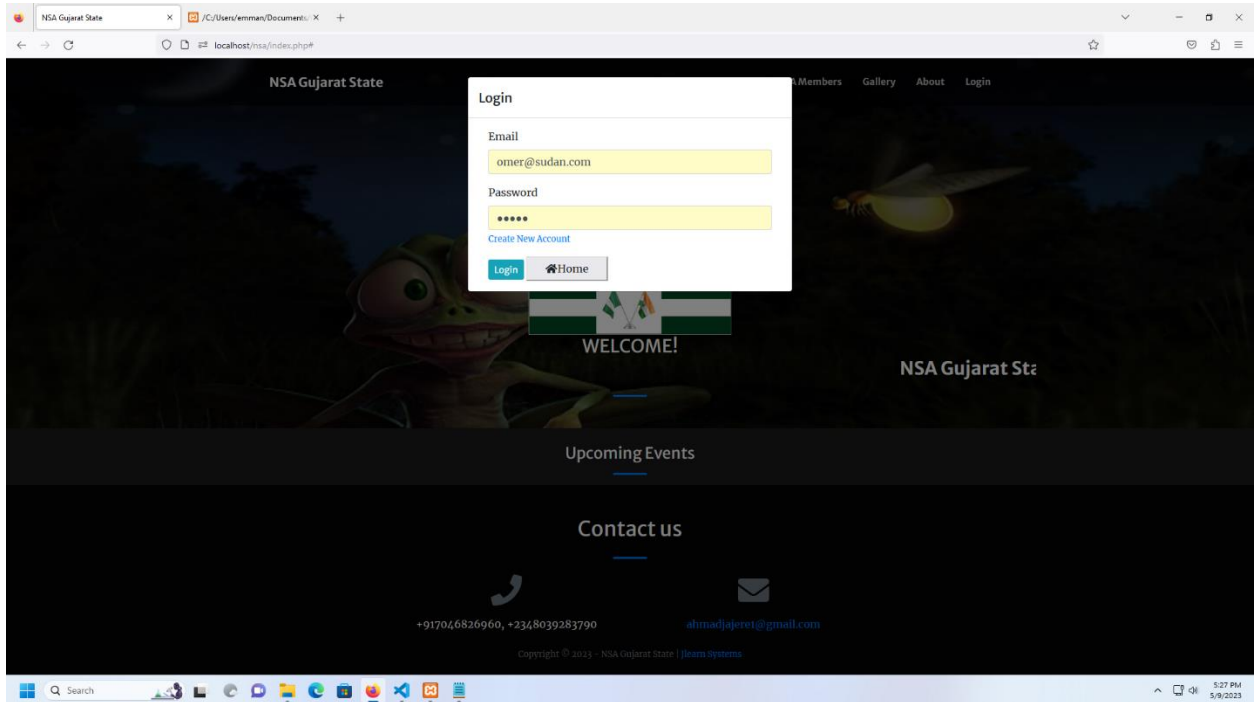 NSA Gujarat State
/C:/Users/emman/Documents
localhost/nsa/index.php#
NSA Gujarat State
Members Gallery About Login
Login
Email
omer@sudan.com
Password
•••••
Create New Account
Login Home
WELCOME!
NSA Gujarat Sta
Upcoming Events
Contact us
+917046826960, +2348039283790 ahmadjajere1@gmail.com
Copyright © 2023 - NSA Gujarat State | Jlearn Systems
Search
5:27 PM
5/9/2023